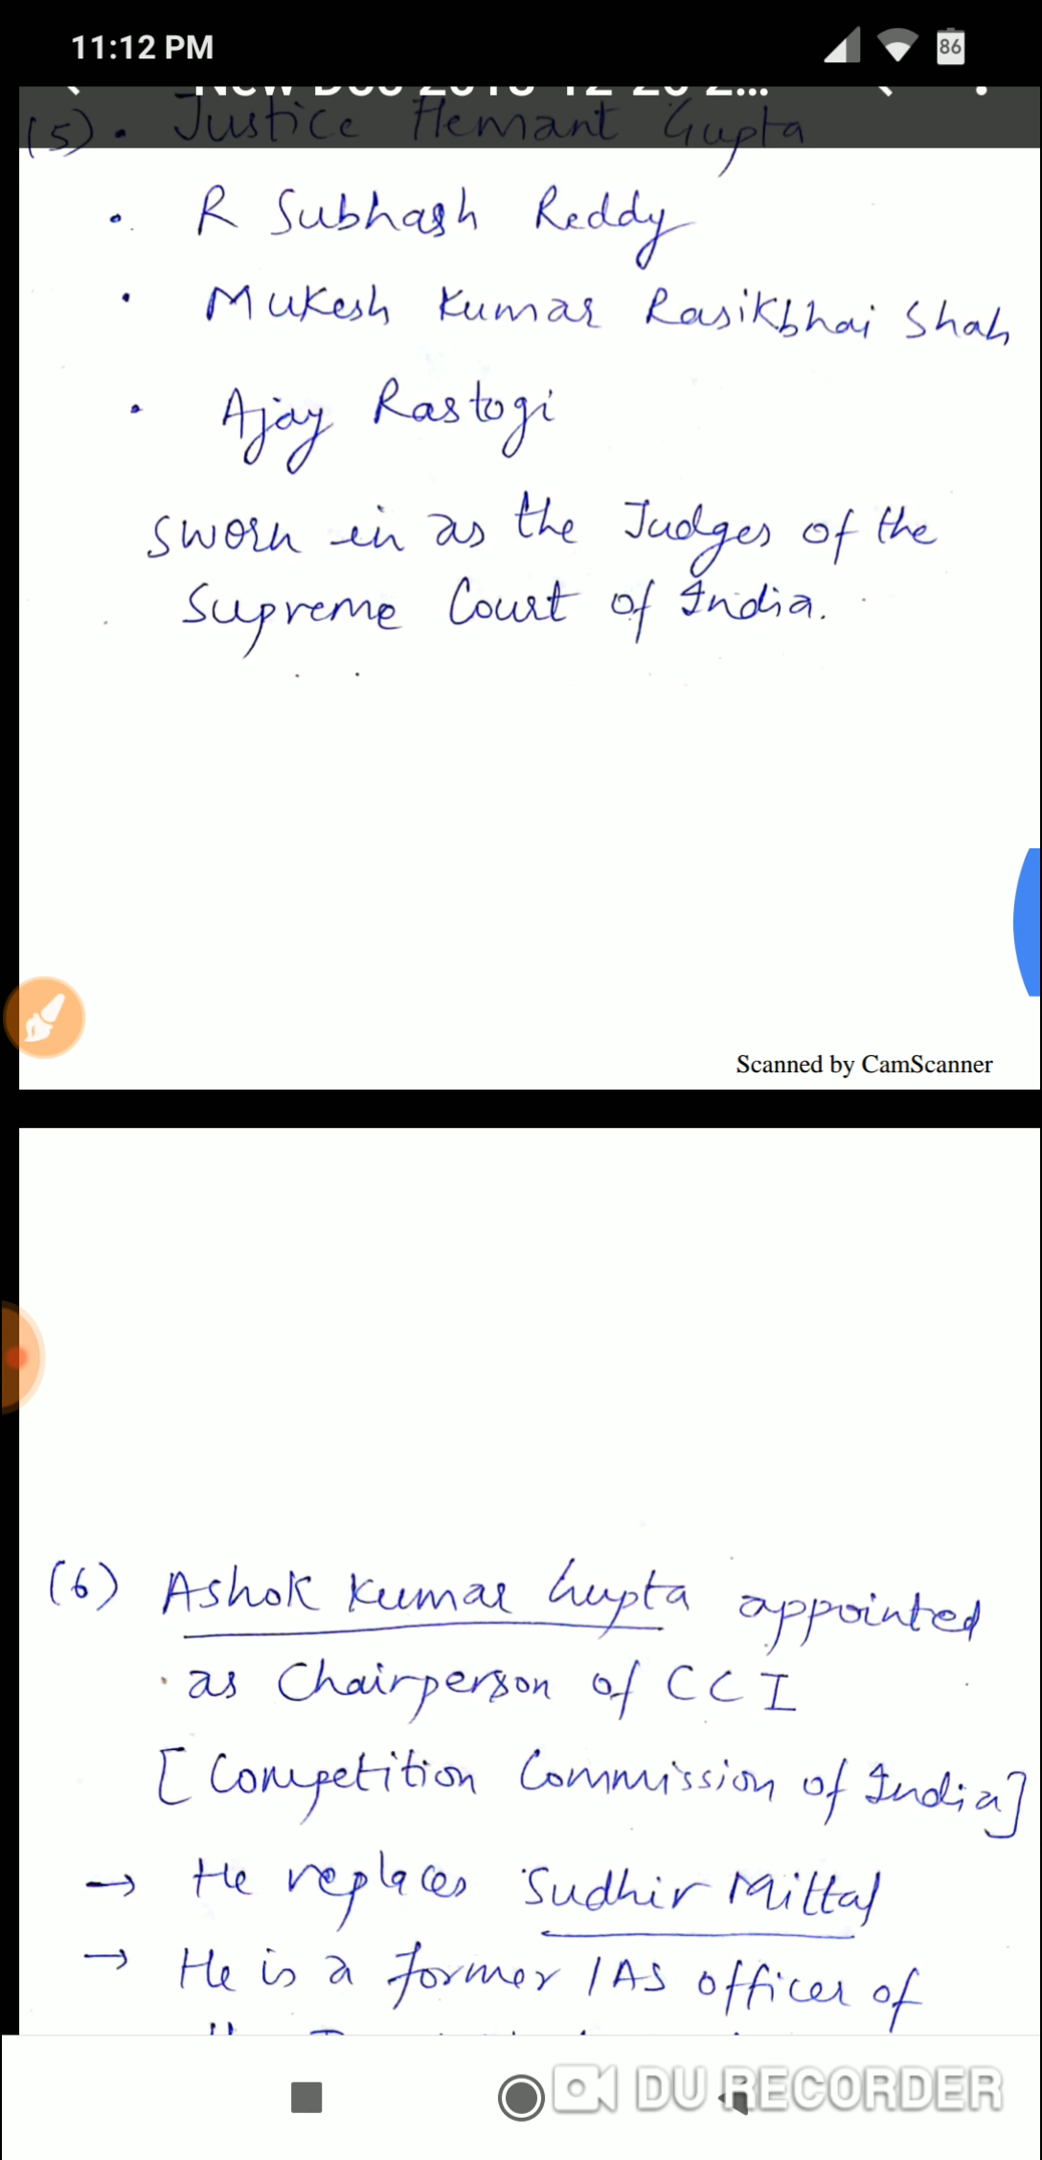 11:12 PM
86
(5). Justice Hemant Gupta
. R Subhash Reddy
. Mukesh Kumar Rasikbhai Shah
. Ajay Rastogi
sworn in as the Judges of the
Supreme Court of India.
Scanned by CamScanner
(6) Ashok Kumar Gupta appointed
as Chairperson of CCI
[Competition Commission of India]
→ He replaces Sudhir Mittal
→ He is a former IAS officer of
DU RECORDER